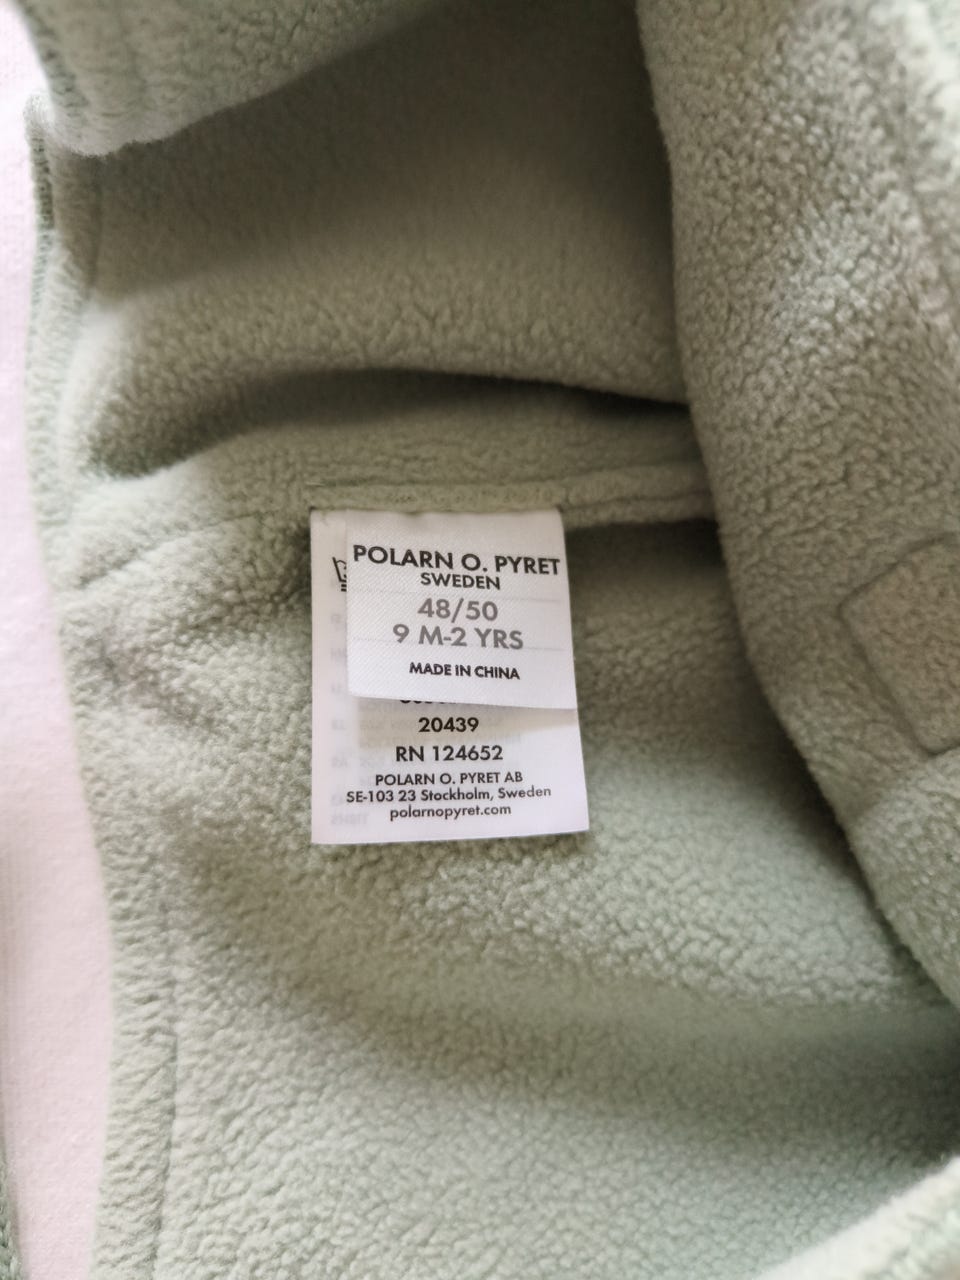 POLARN O. PYRET
SWEDEN
48/50
9 M-2 YRS
MADE IN CHINA
20439
RN 124652
POLARN O. PYRET AB
SE-103 23 Stockholm, Sweden
polarnopyret.com